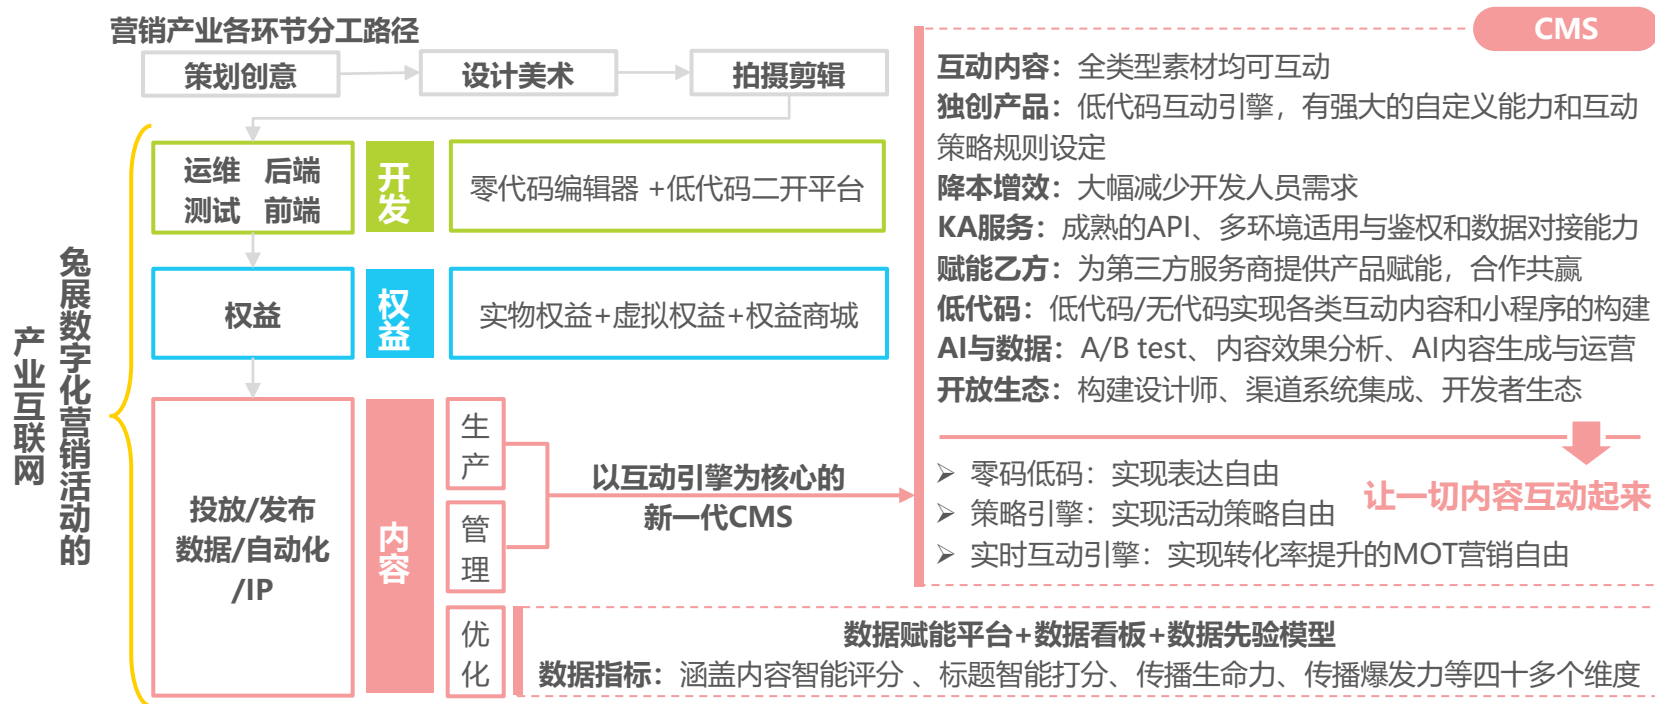 营销产业各环节分工路径
策划创意
设计美术
拍摄剪辑
兔展数字化营销活动的
产业互联网
运维 后端
测试 前端
开发
零代码编辑器 +低代码二开平台
权益
权益
实物权益+虚拟权益+权益商城
投放/发布
数据/自动化
/IP
内容
生产
管理
优化
以互动引擎为核心的
新一代CMS
CMS
互动内容：全类型素材均可互动
独创产品：低代码互动引擎，有强大的自定义能力和互动
策略规则设定
降本增效：大幅减少开发人员需求
KA服务：成熟的API、多环境适用与鉴权和数据对接能力
赋能乙方：为第三方服务商提供产品赋能，合作共赢
低代码：低代码/无代码实现各类互动内容和小程序的构建
AI与数据：A/B test、内容效果分析、AI内容生成与运营
开放生态：构建设计师、渠道系统集成、开发者生态
➢ 零码低码：实现表达自由
➢ 策略引擎：实现活动策略自由
➢ 实时互动引擎：实现转化率提升的MOT营销自由
让一切内容互动起来
数据赋能平台+数据看板+数据先验模型
数据指标：涵盖内容智能评分 、标题智能打分、传播生命力、传播爆发力等四十多个维度